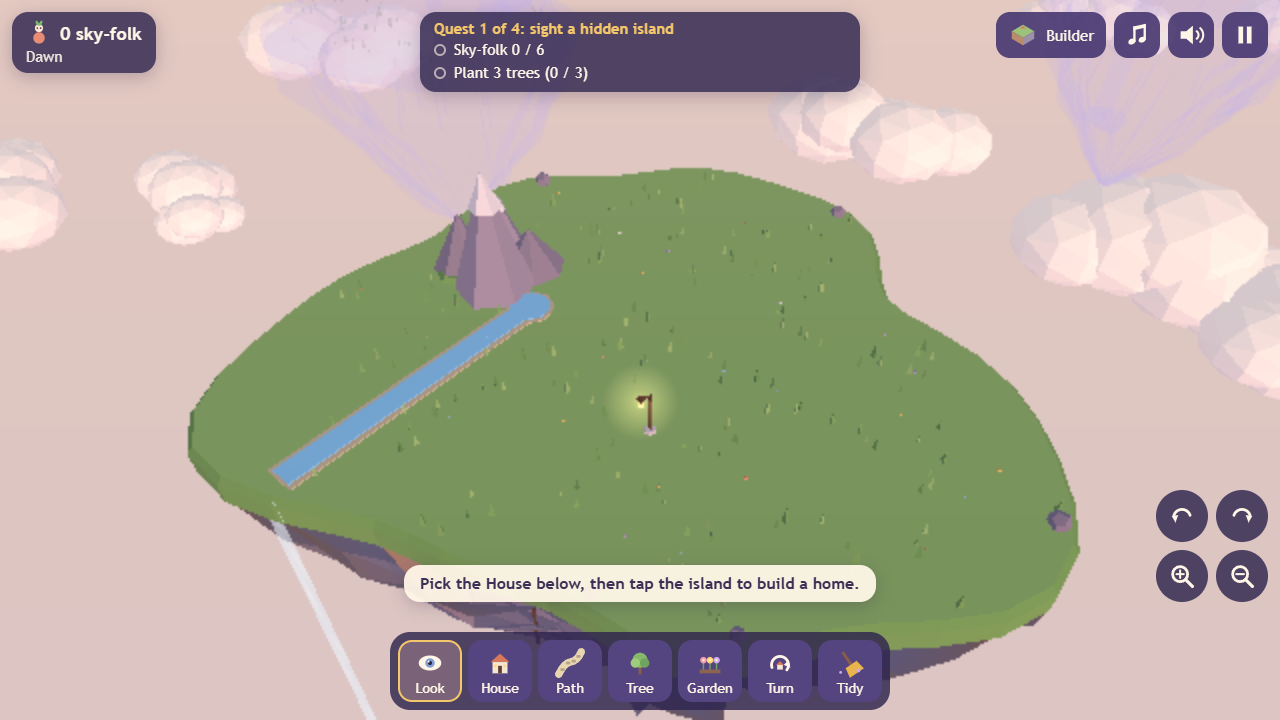 0 sky-folk
Dawn
Quest 1 of 4: sight a hidden island
Sky-folk 0 / 6
Plant 3 trees (0 / 3)
Builder
Pick the House below, then tap the island to build a home.
Look
House
Path
Tree
Garden
Turn
Tidy